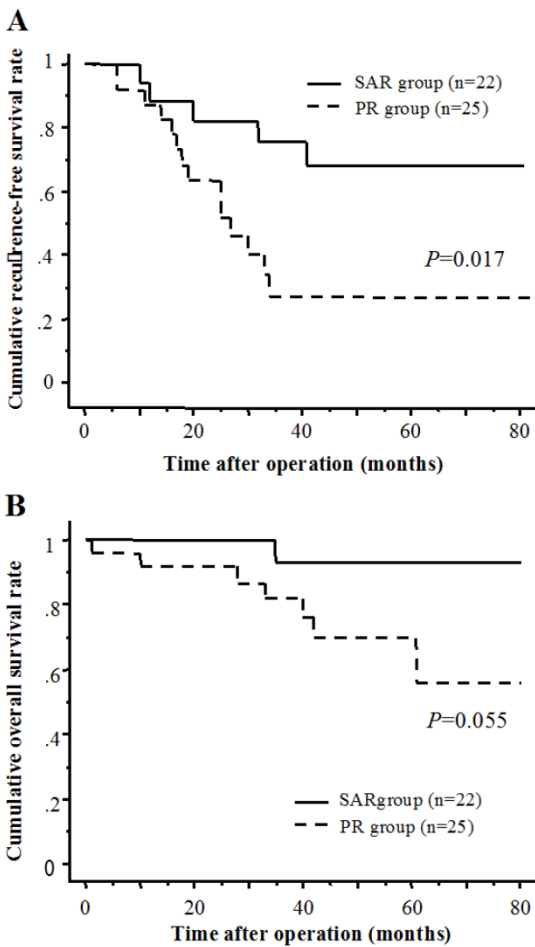 A
Cumulative recurrence-free survival rate
1
.8
.6
.4
.2
0
SAR group (n=22)
PR group (n=25)
P=0.017
0 20 40 60 80
Time after operation (months)
B
Cumulative overall survival rate
1
.8
.6
.4
.2
0
P=0.055
SARgroup (n=22)
PR group (n=25)
0 20 40 60 80
Time after operation (months)